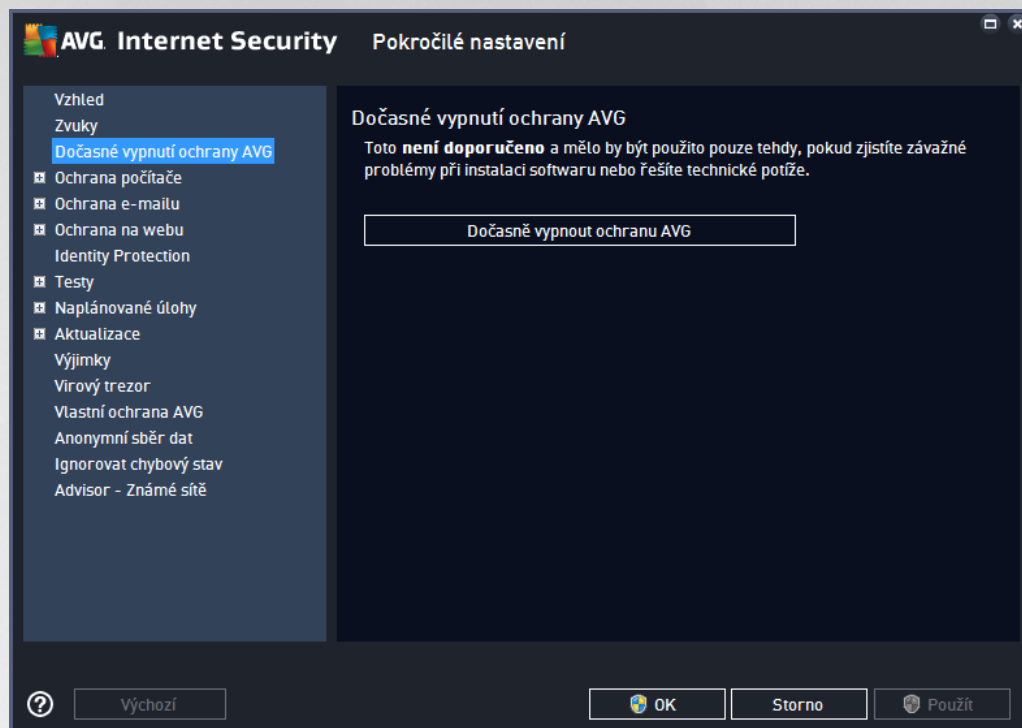 AVG. Internet Security Pokročilé nastavení
Vzhled
Zvuky
Dočasné vypnutí ochrany AVG
Ochrana počítače
Ochrana e-mailu
Ochrana na webu
Identity Protection
Testy
Naplánované úlohy
Aktualizace
Výjimky
Virový trezor
Vlastní ochrana AVG
Anonymní sběr dat
Ignorovat chybový stav
Advisor - Známé sítě
Dočasné vypnutí ochrany AVG
Toto není doporučeno a mělo by být použito pouze tehdy, pokud zjistíte závažné
problémy při instalaci softwaru nebo řešíte technické potíže.
Dočasně vypnout ochranu AVG
Výchozí
OK
Storno
Použít